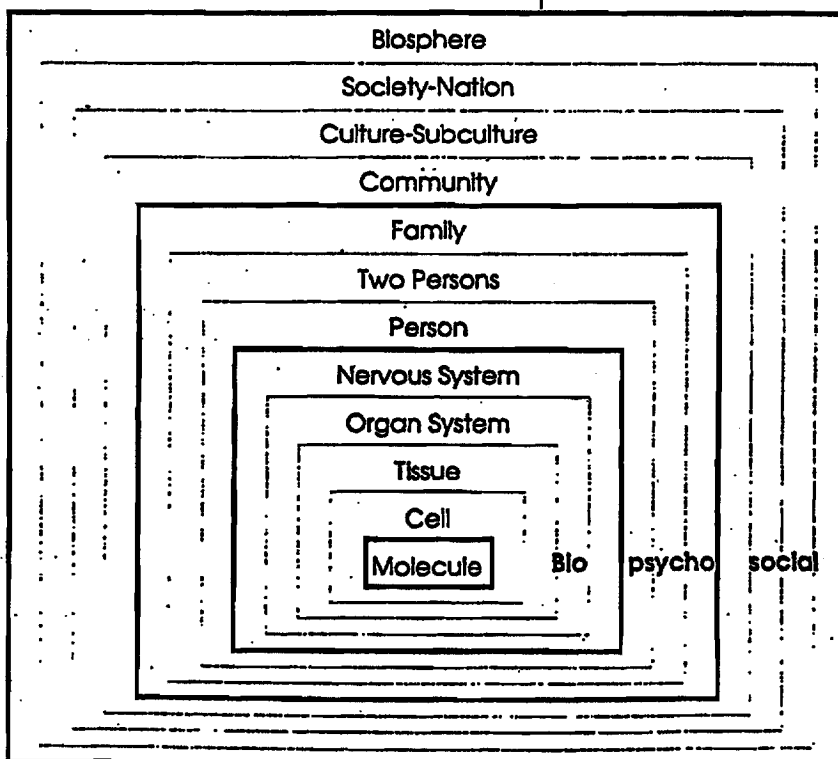 Biosphere
Society-Nation
Culture-Subculture
Community
Family
Two Persons
Person
Nervous System
Organ System
Tissue
Cell
Molecule Bio psycho social